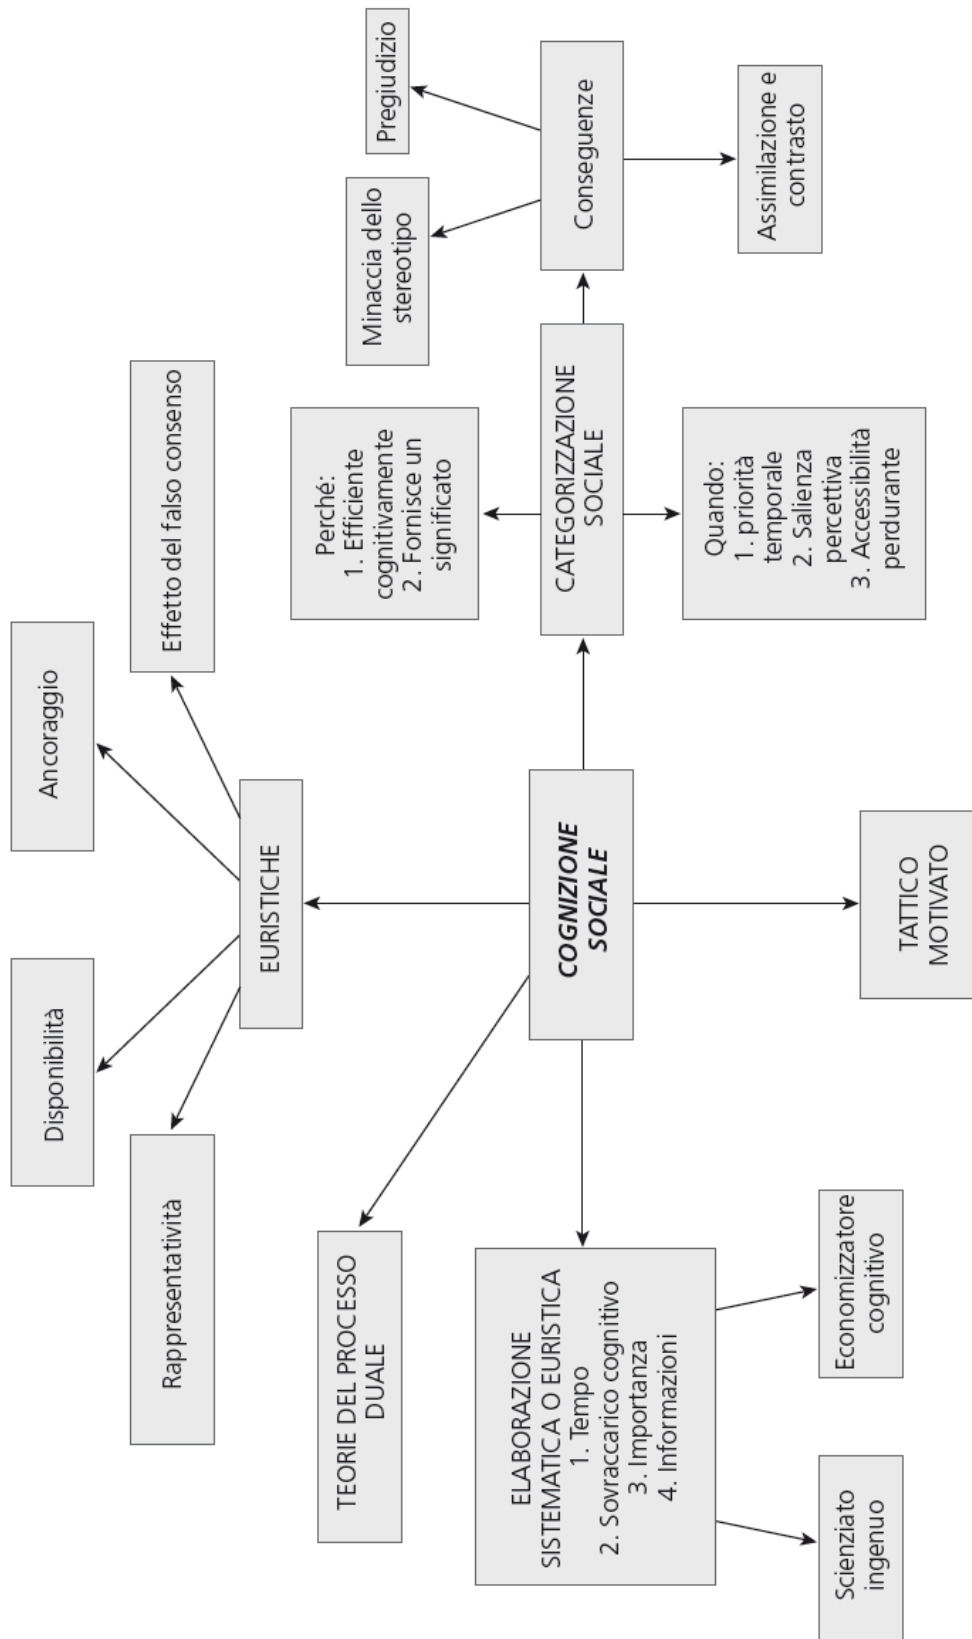 Disponibilità
Ancoraggio
Rappresentatività
Effetto del falso consenso
EURISTICHE
TEORIE DEL PROCESSO
DUALE
Perché:
1. Efficiente
cognitivamente
2. Fornisce un
significato
Minaccia dello
stereotipo
Pregiudizio
ELABORAZIONE
SISTEMATICA O EURISTICA
1. Tempo
2. Sovraccarico cognitivo
3. Importanza
4. Informazioni
COGNIZIONE
SOCIALE
CATEGORIZZAZIONE
SOCIALE
Conseguenze
Quando:
1. priorità
temporale
2. Salienza
percettiva
3. Accessibilità
perdurante
Assimilazione e
contrasto
Scienziato
ingenuo
Economizzatore
cognitivo
TATTICO
MOTIVATO